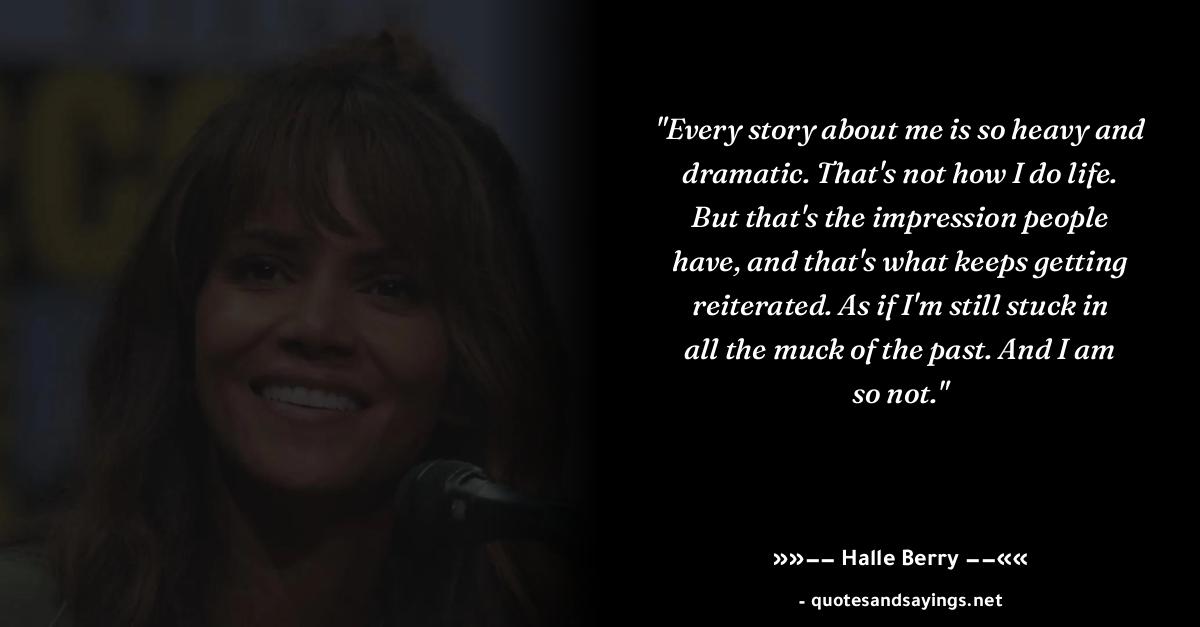 "Every story about me is so heavy and
dramatic. That's not how I do life.
But that's the impression people
have, and that's what keeps getting
reiterated. As if I'm still stuck in
all the muck of the past. And I am
so not."
»»–– Halle Berry ––««
- quotesandsayings.net